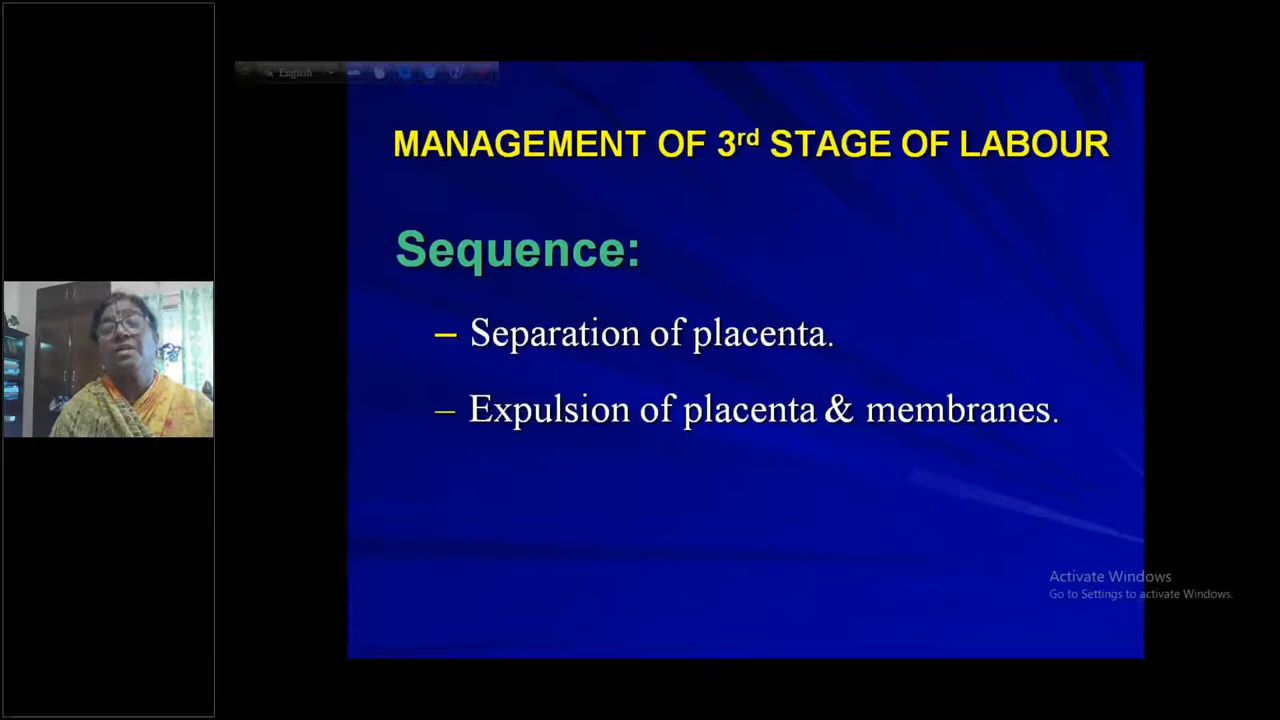 English
MANAGEMENT OF 3rd STAGE OF LABOUR
Sequence:
– Separation of placenta.
– Expulsion of placenta & membranes.
Activate Windows
Go to Settings to activate Windows.